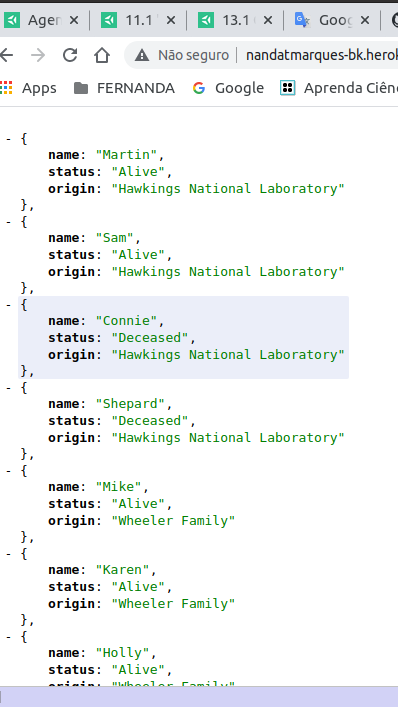 Agen
11.1
13.1
Goog
Não seguro | nandatmarques-bk.herok
Apps FERNANDA Google Aprenda Ciên
- {
name: "Martin",
status: "Alive",
origin: "Hawkings National Laboratory"
},
- {
name: "Sam",
status: "Alive",
origin: "Hawkings National Laboratory"
},
- {
name: "Connie",
status: "Deceased",
origin: "Hawkings National Laboratory"
},
- {
name: "Shepard",
status: "Deceased",
origin: "Hawkings National Laboratory"
},
- {
name: "Mike",
status: "Alive",
origin: "Wheeler Family"
},
- {
name: "Karen",
status: "Alive",
origin: "Wheeler Family"
},
- {
name: "Holly",
status: "Alive",
origin: "Wheeler Family"